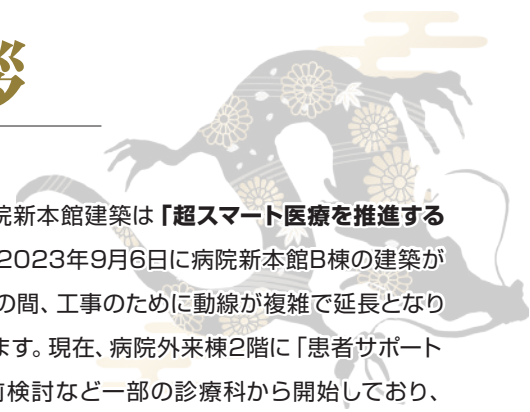 拶
院新本館建築は「超スマート医療を推進する
2023年9月6日に病院新本館B棟の建築が
の間、工事のために動線が複雑で延長となり
ます。現在、病院外来棟2階に「患者サポート
前検討など一部の診療科から開始しており、